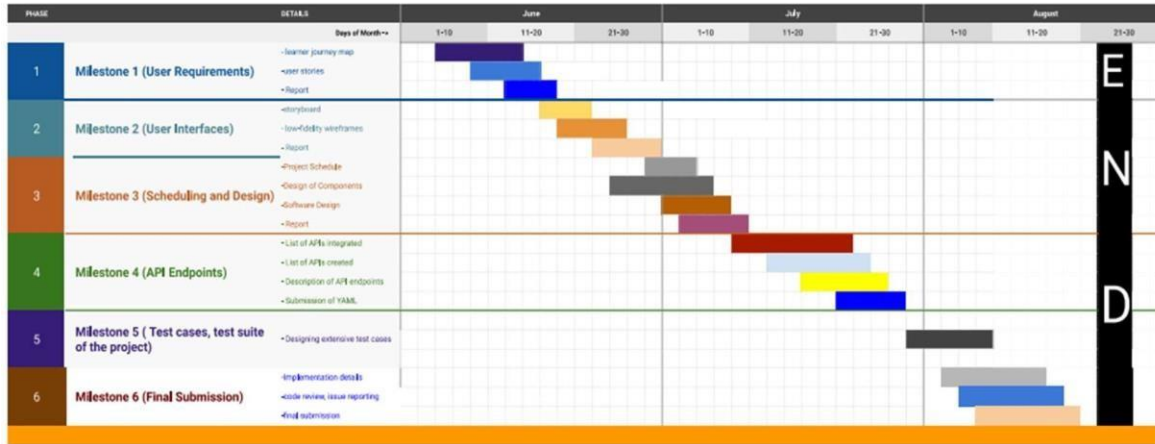 PHASE DETAILS June July August
Days of Month--> 1-10 11-20 21-30 1-10 11-20 21-30 1-10 11-20 21-30
1 Milestone 1 (User Requirements)
-learner journey map
-user stories
- Report
2 Milestone 2 (User Interfaces)
-storyboard
- low-fidelity wireframes
- Report
3 Milestone 3 (Scheduling and Design)
-Project Schedule
-Design of Components
-Software Design
- Report
4 Milestone 4 (API Endpoints)
- List of APIs integrated
- List of APIs created
- Description of API endpoints
- Submission of YAML
5 Milestone 5 ( Test cases, test suite
of the project)
- Designing extensive test cases
6 Milestone 6 (Final Submission)
-Implementation details
-code review, issue reporting
-final submission
E
N
D